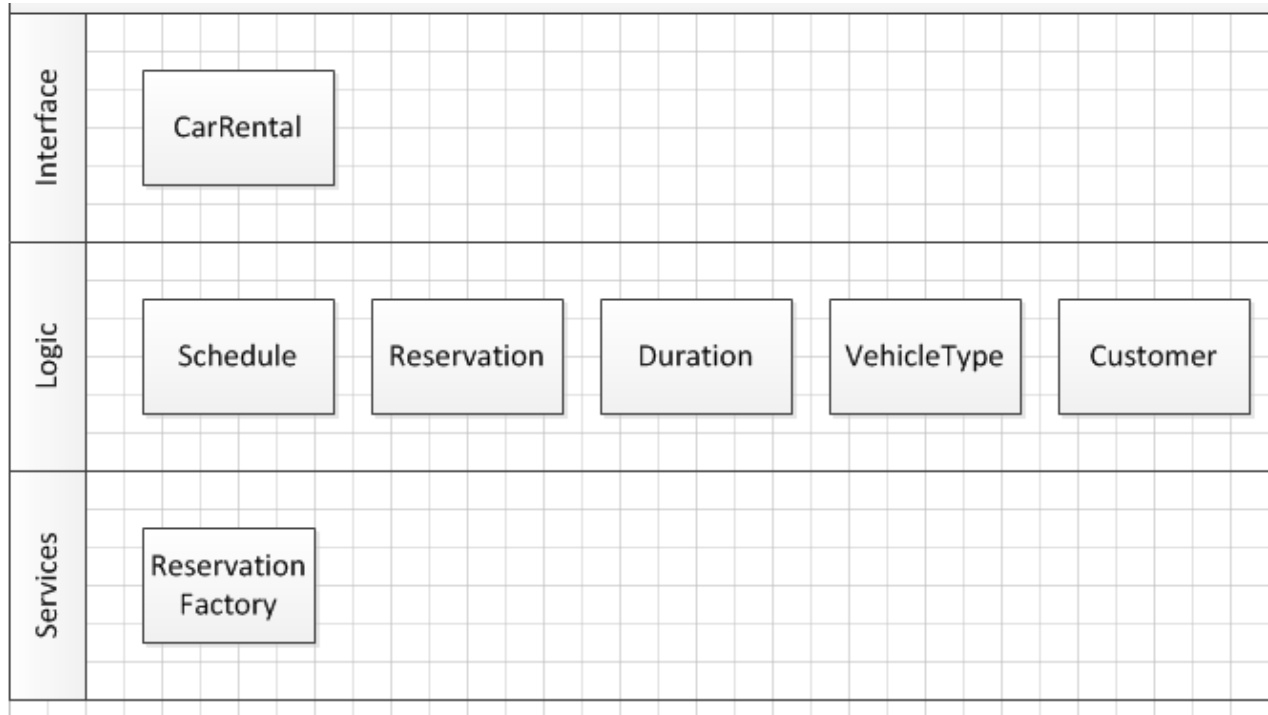 Interface
CarRental
Logic
Schedule
Reservation
Duration
VehicleType
Customer
Services
Reservation
Factory